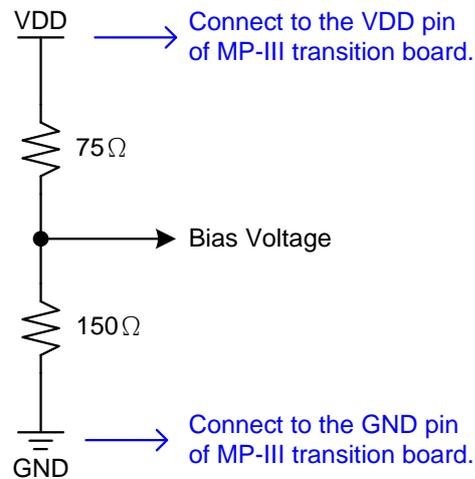 VDD
Connect to the VDD pin
of MP-III transition board.
75Ω
Bias Voltage
150Ω
Connect to the GND pin
of MP-III transition board.
GND